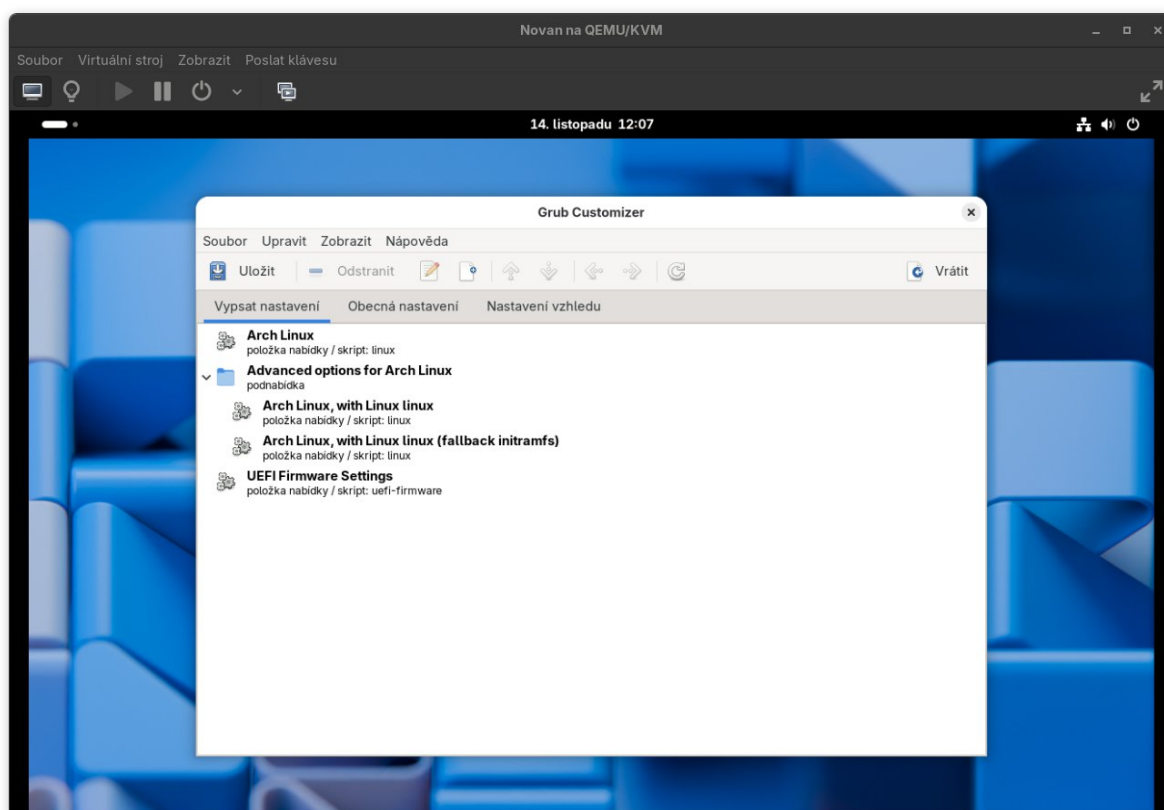 Novan na QEMU/KVM
Soubor Virtuální stroj Zobrazit Poslat klávesu
14. listopadu 12:07
Grub Customizer
Soubor Upravit Zobrazit Nápověda
Uložit Odstranit Vrátit
Vypsat nastavení Obecná nastavení Nastavení vzhledu
Arch Linux
položka nabídky / skript: linux
Advanced options for Arch Linux
podnabídka
Arch Linux, with Linux linux
položka nabídky / skript: linux
Arch Linux, with Linux linux (fallback initramfs)
položka nabídky / skript: linux
UEFI Firmware Settings
položka nabídky / skript: uefi-firmware